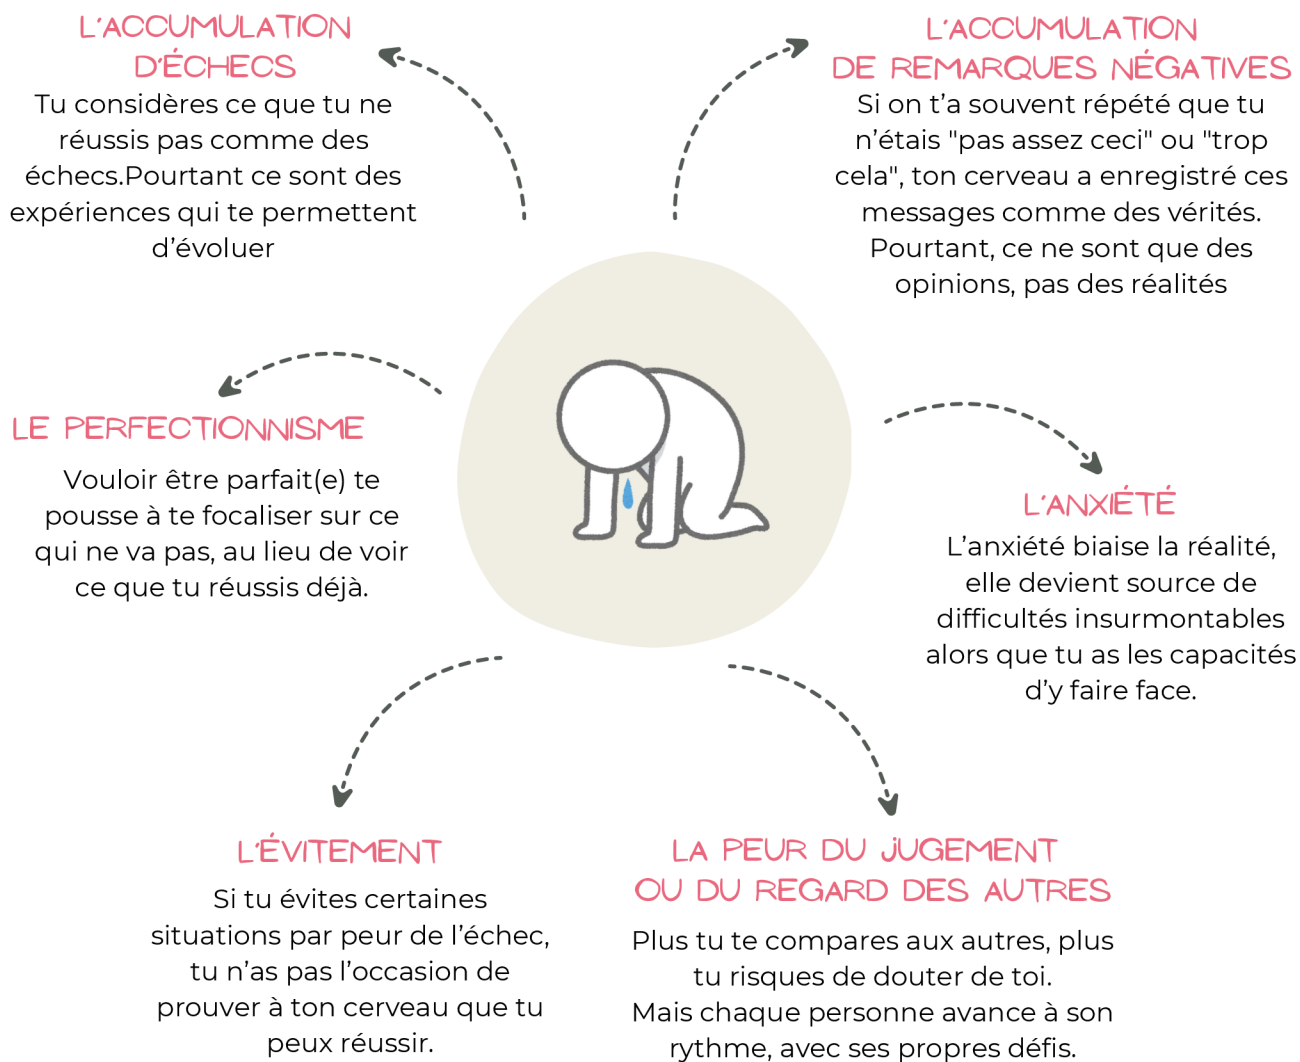 L'ACCUMULATION
D'ÉCHECS
Tu considères ce que tu ne
réussis pas comme des
échecs.Pourtant ce sont des
expériences qui te permettent
d'évoluer
L'ACCUMULATION
DE REMARQUES NÉGATIVES
Si on t'a souvent répété que tu
n'étais "pas assez ceci" ou "trop
cela", ton cerveau a enregistré ces
messages comme des vérités.
Pourtant, ce ne sont que des
opinions, pas des réalités
LE PERFECTIONNISME
Vouloir être parfait(e) te
pousse à te focaliser sur ce
qui ne va pas, au lieu de voir
ce que tu réussis déjà.
L'ANXIÉTÉ
L'anxiété biaise la réalité,
elle devient source de
difficultés insurmontables
alors que tu as les capacités
d'y faire face.
L'ÉVITEMENT
Si tu évites certaines
situations par peur de l'échec,
tu n'as pas l'occasion de
prouver à ton cerveau que tu
peux réussir.
LA PEUR DU JUGEMENT
OU DU REGARD DES AUTRES
Plus tu te compares aux autres, plus
tu risques de douter de toi.
Mais chaque personne avance à son
rythme, avec ses propres défis.